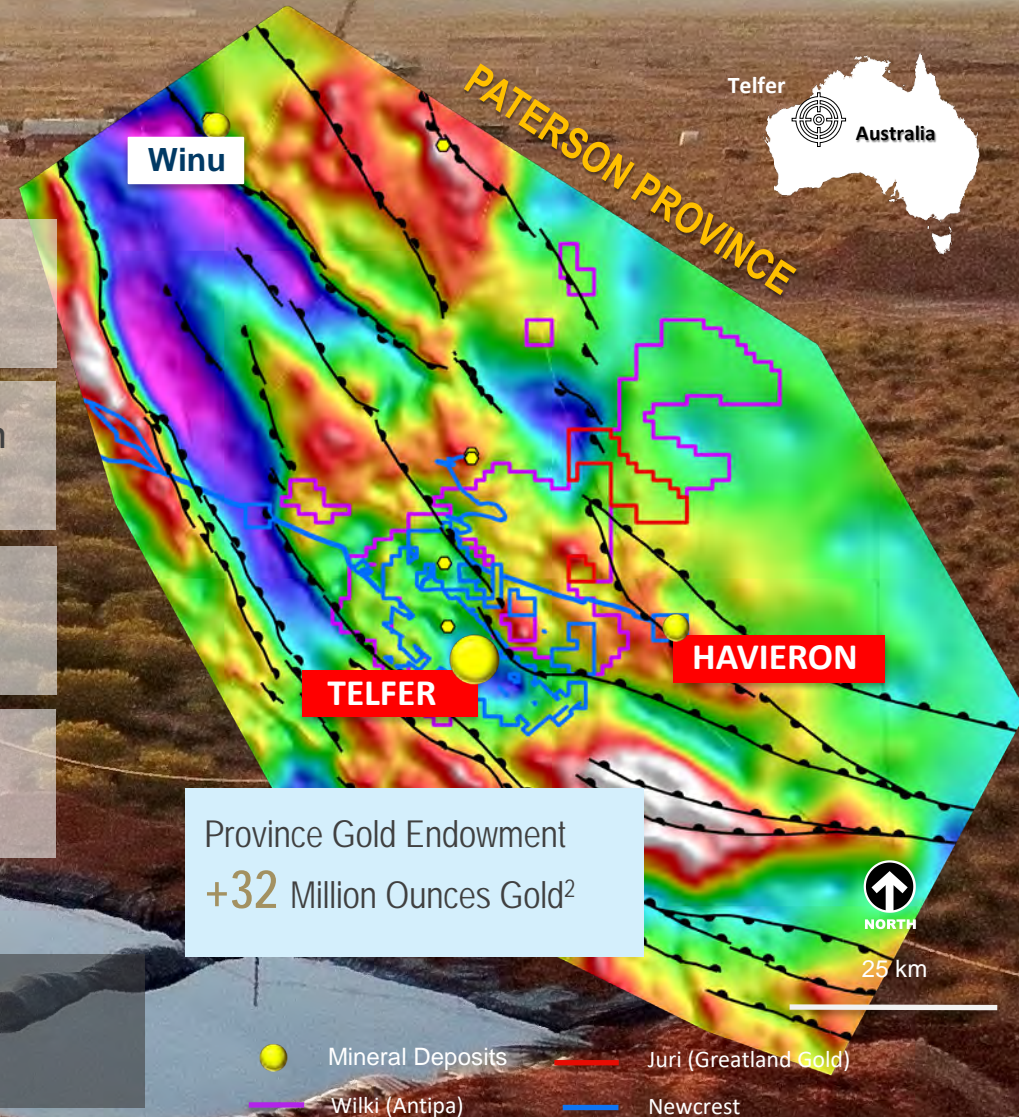 Telfer
Australia
PATERSON PROVINCE
Winu
n
HAVIERON
TELFER
Province Gold Endowment
+32 Million Ounces Gold2
NORTH
25 km
Mineral Deposits
Juri (Greatland Gold)
Wilki (Antipa)
Newcrest